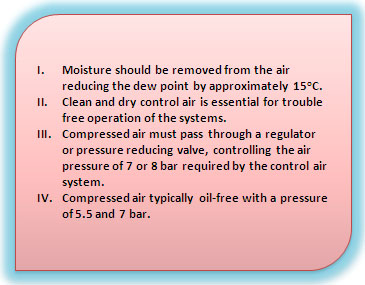 I. Moisture should be removed from the air
reducing the dew point by approximately 15°C.
II. Clean and dry control air is essential for trouble
free operation of the systems.
III. Compressed air must pass through a regulator
or pressure reducing valve, controlling the air
pressure of 7 or 8 bar required by the control air
system.
IV. Compressed air typically oil-free with a pressure
of 5.5 and 7 bar.